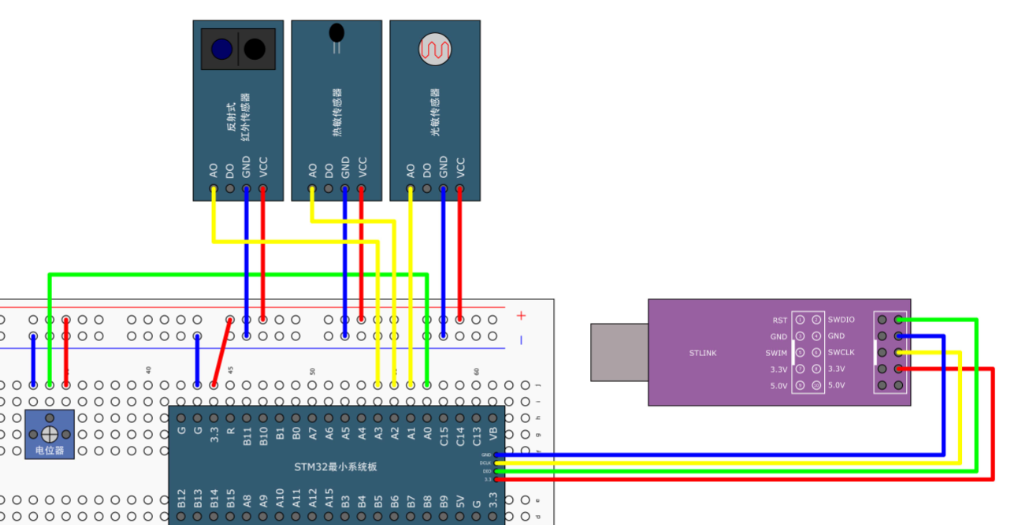 反射式
红外传感器
热敏传感器
光敏传感器
AO DO GND VCC
AO DO GND VCC
AO DO GND VCC
+
−
40 45 50 60
STLINK
RST SWDIO
GND GND
SWIM SWCLK
3.3V 3.3V
5.0V 5.0V
电位器
G G 3.3 R B11 B10 B1 B0 A7 A6 A5 A4 A3 A2 A1 A0 C15 C14 C13 VB
STM32最小系统板
B12 B13 B14 B15 A8 A9 A10 A11 A12 A15 B3 B4 B5 B6 B7 B8 B9 5V G 3.3